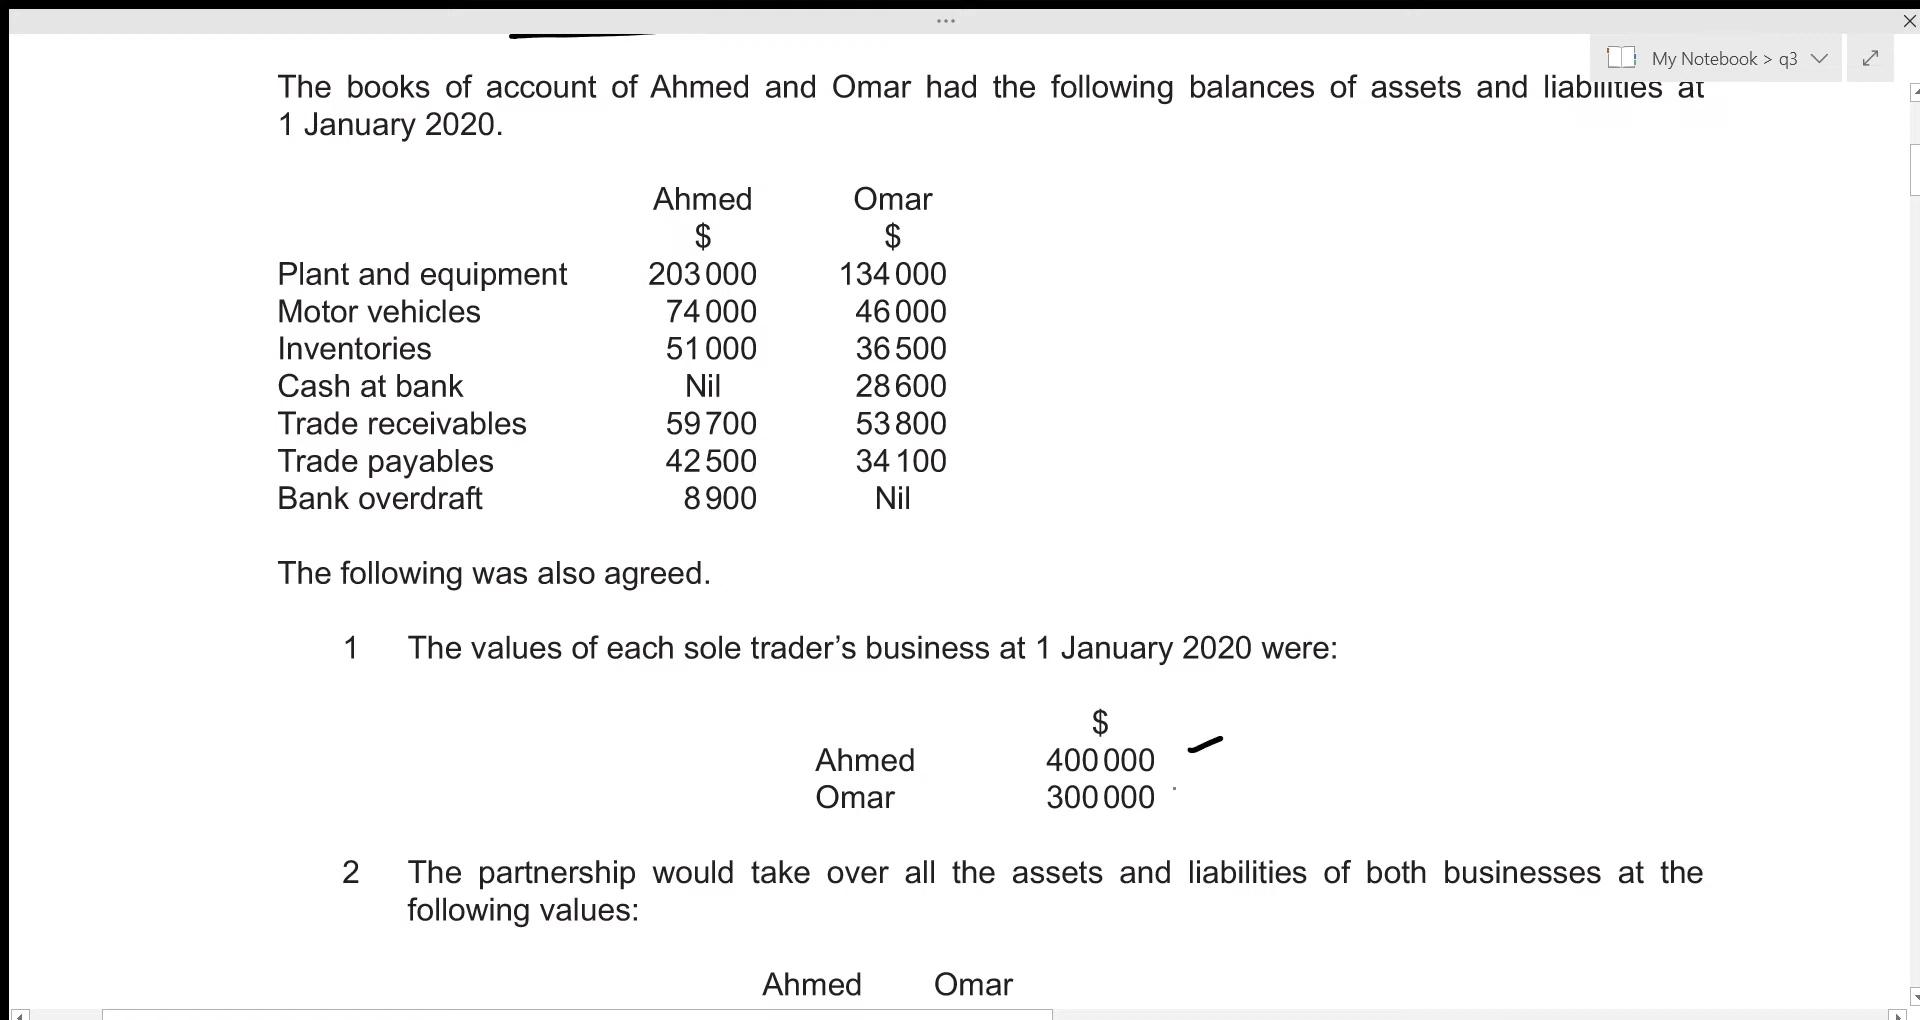 ...
My Notebook > q3
The books of account of Ahmed and Omar had the following balances of assets and liabilities at
1 January 2020.
Ahmed Omar
$ $
Plant and equipment 203 000 134 000
Motor vehicles 74 000 46 000
Inventories 51 000 36 500
Cash at bank Nil 28 600
Trade receivables 59 700 53 800
Trade payables 42 500 34 100
Bank overdraft 8 900 Nil
The following was also agreed.
1 The values of each sole trader’s business at 1 January 2020 were:
$
Ahmed 400 000
Omar 300 000
2 The partnership would take over all the assets and liabilities of both businesses at the
following values:
Ahmed Omar